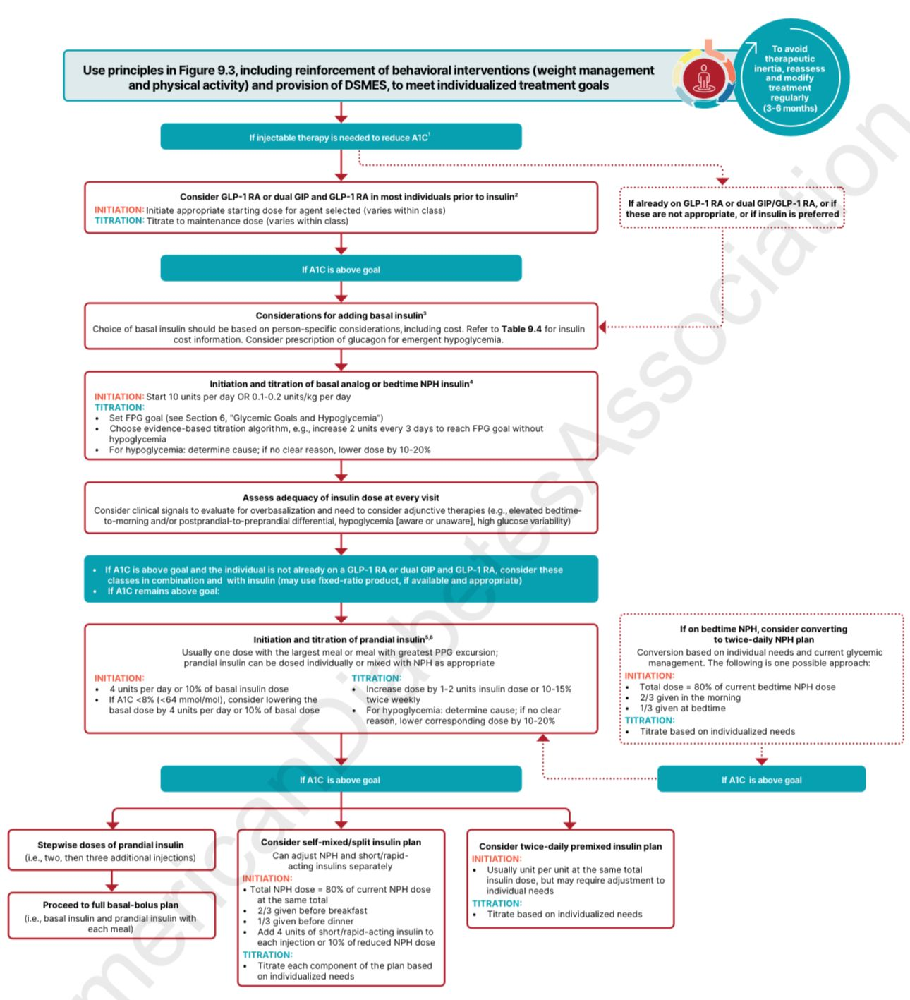 Use principles in Figure 9.3, including reinforcement of behavioral interventions (weight management
and physical activity) and provision of DSMES, to meet individualized treatment goals
To avoid
therapeutic
inertia, reassess
and modify
treatment
regularly
(3-6 months)
If injectable therapy is needed to reduce A1C¹
Consider GLP-1 RA or dual GIP and GLP-1 RA in most individuals prior to insulin²
INITIATION: Initiate appropriate starting dose for agent selected (varies within class)
TITRATION: Titrate to maintenance dose (varies within class)
If already on GLP-1 RA or dual GIP/GLP-1 RA, or if
these are not appropriate, or if insulin is preferred
If A1C is above goal
Considerations for adding basal insulin³
Choice of basal insulin should be based on person-specific considerations, including cost. Refer to Table 9.4 for insulin
cost information. Consider prescription of glucagon for emergent hypoglycemia.
Initiation and titration of basal analog or bedtime NPH insulin⁴
INITIATION: Start 10 units per day OR 0.1-0.2 units/kg per day
TITRATION:
• Set FPG goal (see Section 6, "Glycemic Goals and Hypoglycemia")
• Choose evidence-based titration algorithm, e.g., increase 2 units every 3 days to reach FPG goal without
hypoglycemia
• For hypoglycemia: determine cause; if no clear reason, lower dose by 10-20%
Assess adequacy of insulin dose at every visit
Consider clinical signals to evaluate for overbasalization and need to consider adjunctive therapies (e.g., elevated bedtime-
to-morning and/or postprandial-to-preprandial differential, hypoglycemia [aware or unaware], high glucose variability)
• If A1C is above goal and the individual is not already on a GLP-1 RA or dual GIP and GLP-1 RA, consider these
classes in combination and with insulin (may use fixed-ratio product, if available and appropriate)
• If A1C remains above goal:
Initiation and titration of prandial insulin⁵,⁶
Usually one dose with the largest meal or meal with greatest PPG excursion;
prandial insulin can be dosed individually or mixed with NPH as appropriate
INITIATION:
• 4 units per day or 10% of basal insulin dose
• If A1C <8% (<64 mmol/mol), consider lowering the
basal dose by 4 units per day or 10% of basal dose
TITRATION:
• Increase dose by 1-2 units insulin dose or 10-15%
twice weekly
• For hypoglycemia: determine cause; if no clear
reason, lower corresponding dose by 10-20%
If on bedtime NPH, consider converting
to twice-daily NPH plan
Conversion based on individual needs and current glycemic
management. The following is one possible approach:
INITIATION:
• Total dose = 80% of current bedtime NPH dose
• 2/3 given in the morning
• 1/3 given at bedtime
TITRATION:
• Titrate based on individualized needs
If A1C is above goal
If A1C is above goal
Stepwise doses of prandial insulin
(i.e., two, then three additional injections)
Proceed to full basal-bolus plan
(i.e., basal insulin and prandial insulin with
each meal)
Consider self-mixed/split insulin plan
Can adjust NPH and short/rapid-
acting insulins separately
INITIATION:
• Total NPH dose = 80% of current NPH dose
at the same total
• 2/3 given before breakfast
• 1/3 given before dinner
• Add 4 units of short/rapid-acting insulin to
each injection or 10% of reduced NPH dose
TITRATION:
• Titrate each component of the plan based
on individualized needs
Consider twice-daily premixed insulin plan
INITIATION:
• Usually unit per unit at the same total
insulin dose, but may require adjustment to
individual needs
TITRATION:
• Titrate based on individualized needs
mericanDiabetesAssociation